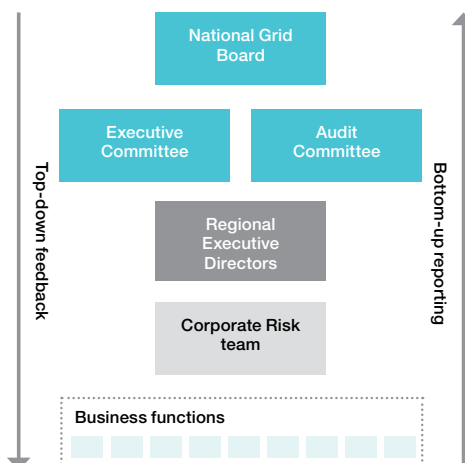 National Grid
Board
Executive
Committee
Audit
Committee
Top-down feedback
Bottom-up reporting
Regional
Executive
Directors
Corporate Risk
team
Business functions